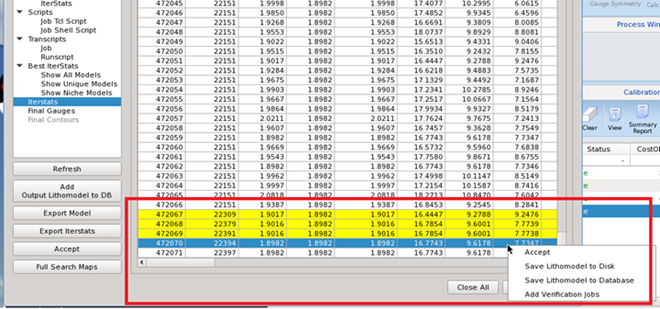 IterStats
Scripts
Job Tcl Script
Job Shell Script
Transcripts
Job
Runscript
Best IterStats
Show All Models
Show Unique Models
Show Niche Models
Iterstats
Final Gauges
Final Contours
Refresh
Add
Output Lithomodel to DB
Export Model
Export Iterstats
Accept
Full Search Maps
472045 22151 1.9998 1.8982 1.9998 17.4077 10.2995 6.0615
472046 22151 1.9850 1.8982 1.9850 17.4852 9.9345 6.4596
472047 22151 1.9268 1.8982 1.9268 16.6691 9.3809 8.0085
472048 22151 1.9553 1.8982 1.9553 18.0737 9.8929 8.8081
472049 22151 1.9022 1.8982 1.9022 15.6513 9.4331 9.0406
472050 22151 1.9515 1.8982 1.9515 16.3510 9.2432 7.8155
472051 22151 1.9017 1.8982 1.9017 16.4447 9.2788 9.2476
472052 22151 1.9284 1.8982 1.9284 16.6218 9.4883 7.5735
472053 22151 1.9675 1.8982 1.9675 17.1329 9.4492 7.1687
472054 22151 1.9903 1.8982 1.9903 17.2341 10.2785 8.9246
472055 22151 1.9667 1.8982 1.9667 17.2517 10.0667 7.1564
472056 22151 1.9864 1.8982 1.9864 17.9934 9.9327 8.5179
472057 22151 2.0211 1.8982 2.0211 17.7624 9.7675 7.2413
472058 22151 1.9607 1.8982 1.9607 16.7457 9.3628 7.7549
472059 22151 1.8982 1.8982 1.8982 16.7743 9.6178 7.7347
472060 22151 1.9669 1.8982 1.9669 16.5732 9.5960 7.6838
472061 22151 1.9543 1.8982 1.9543 17.7580 9.8671 8.6755
472062 22151 1.8982 1.8982 1.8982 16.7743 9.6178 7.7346
472063 22151 1.9962 1.8982 1.9962 17.4998 10.1147 8.5149
472064 22151 1.9997 1.8982 1.9997 17.2154 10.1587 8.7416
472065 22151 2.0818 1.8982 2.0818 18.2713 10.8470 7.6042
472066 22151 1.9387 1.8982 1.9387 16.8453 9.2545 8.2841
472067 22309 1.9017 1.8982 1.9017 16.4447 9.2788 9.2476
472068 22379 1.9016 1.8982 1.9016 16.7854 9.6001 7.7739
472069 22391 1.9016 1.8982 1.9016 16.7854 9.6001 7.7738
472070 22394 1.8982 1.8982 1.8982 16.7743 9.6178 7.7347
472071 22397 1.8982 1.8982 1.8982 16.7743 9.6178
Close All
Accept
Save Lithomodel to Disk
Save Lithomodel to Database
Add Verification Jobs
Gauge Symmetry
Calc
Process Win
Calibratio
Clear
View
Summary
Report
Status
CostO